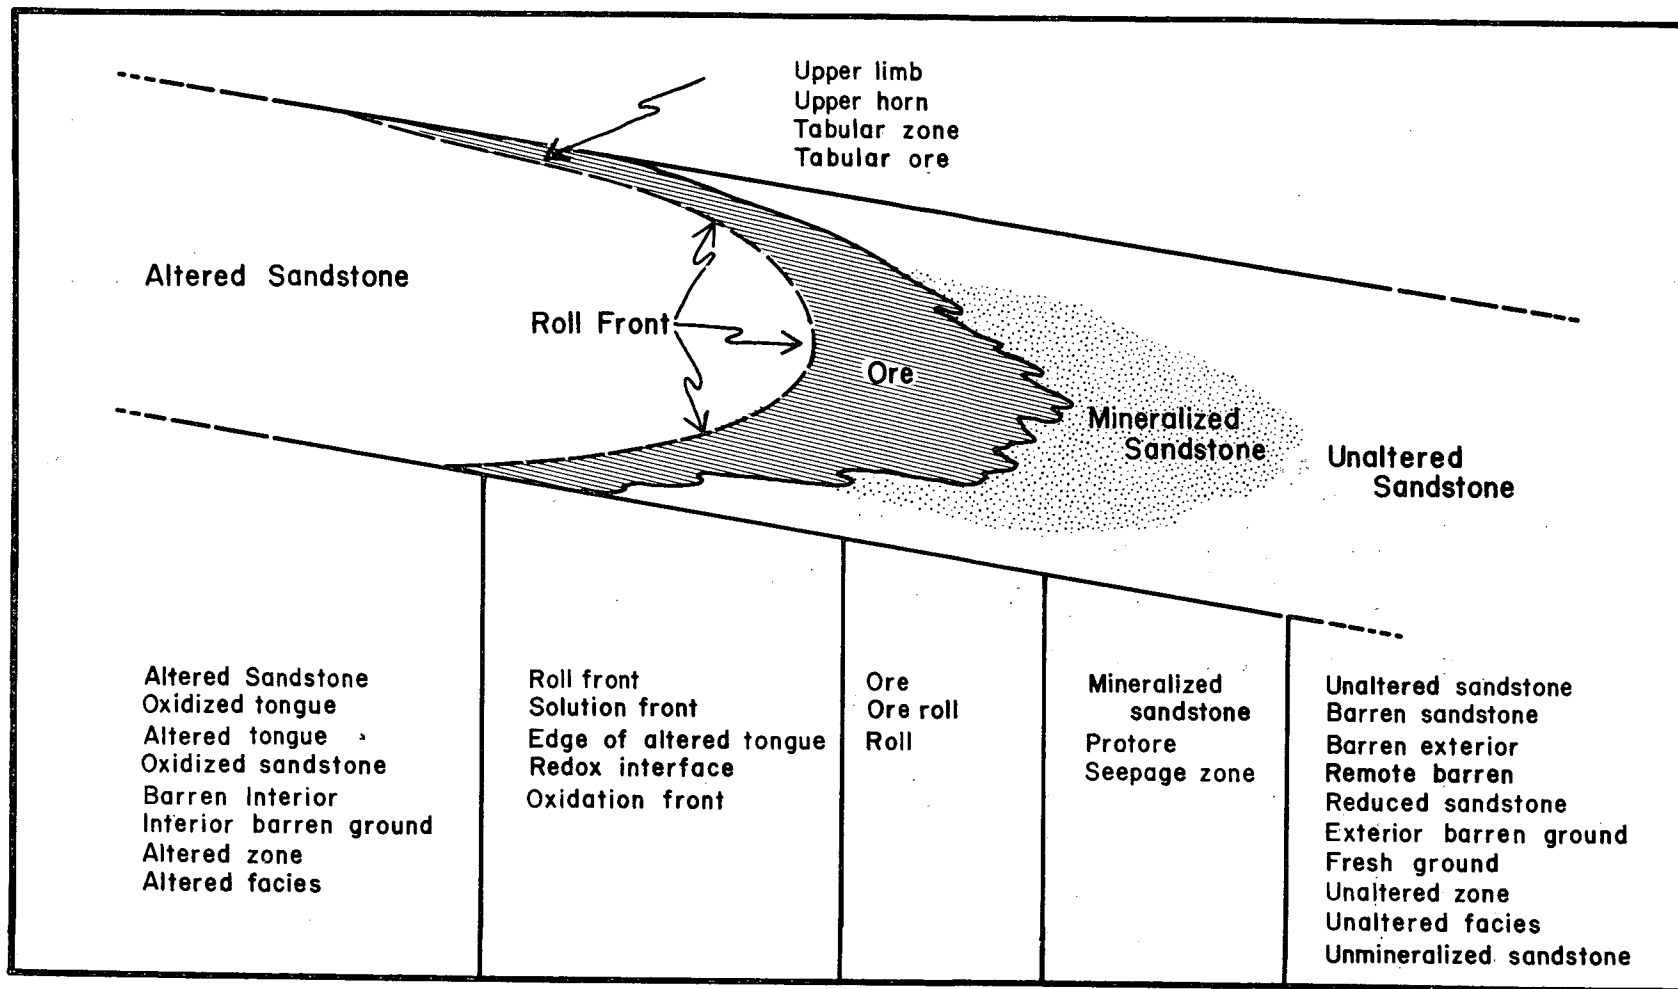 Upper limb
Upper horn
Tabular zone
Tabular ore
Altered Sandstone
Roll Front
Ore
Mineralized
Sandstone
Unaltered
Sandstone
Altered Sandstone
Oxidized tongue
Altered tongue
Oxidized sandstone
Barren Interior
Interior barren ground
Altered zone
Altered facies
Roll front
Solution front
Edge of altered tongue
Redox interface
Oxidation front
Ore
Ore roll
Roll
Mineralized
sandstone
Protore
Seepage zone
Unaltered sandstone
Barren sandstone
Barren exterior
Remote barren
Reduced sandstone
Exterior barren ground
Fresh ground
Unaltered zone
Unaltered facies
Unmineralized sandstone